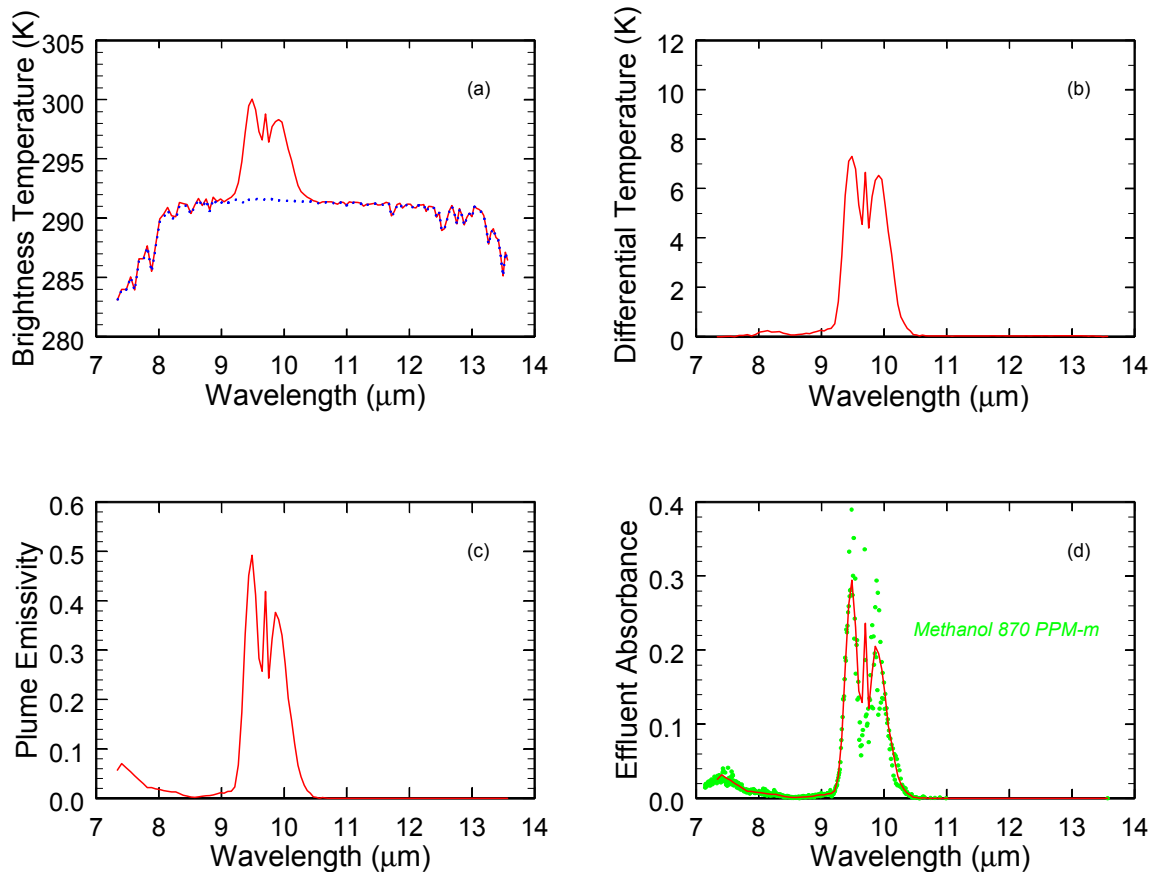 Brightness Temperature (K)
305
300
295
290
285
280
(a)
7 8 9 10 11 12 13 14
Wavelength (μm)
Differential Temperature (K)
12
10
8
6
4
2
0
(b)
7 8 9 10 11 12 13 14
Wavelength (μm)
Plume Emissivity
0.6
0.5
0.4
0.3
0.2
0.1
0.0
(c)
7 8 9 10 11 12 13 14
Wavelength (μm)
Effluent Absorbance
0.4
0.3
0.2
0.1
0.0
(d)
Methanol 870 PPM-m
7 8 9 10 11 12 13 14
Wavelength (μm)